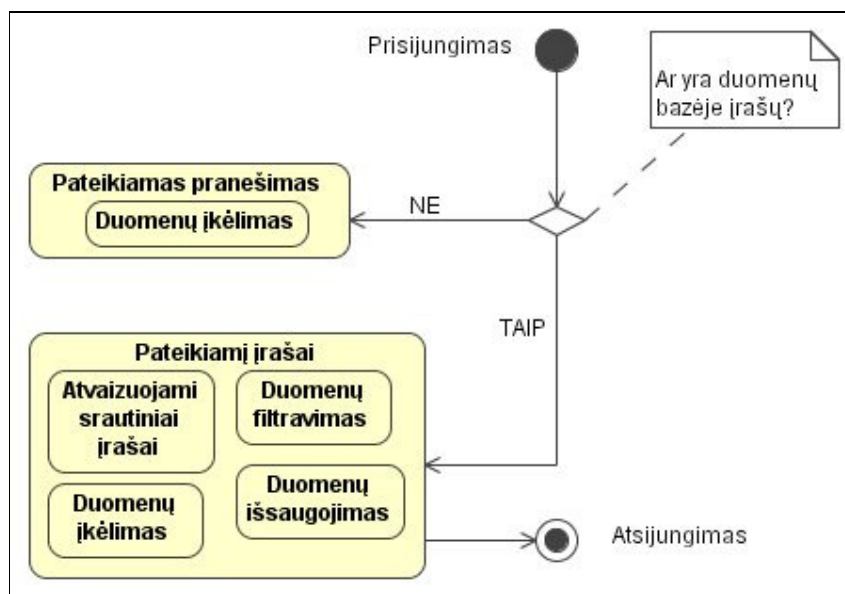 Prisijungimas
Ar yra duomenų
bazėje įrašų?
Pateikiamas pranešimas
Duomenų įkėlimas
NE
TAIP
Pateikiamį įrašai
Atvaizuojami
srautiniai
įrašai
Duomenų
filtravimas
Duomenų
įkėlimas
Duomenų
išsaugojimas
Atsijungimas